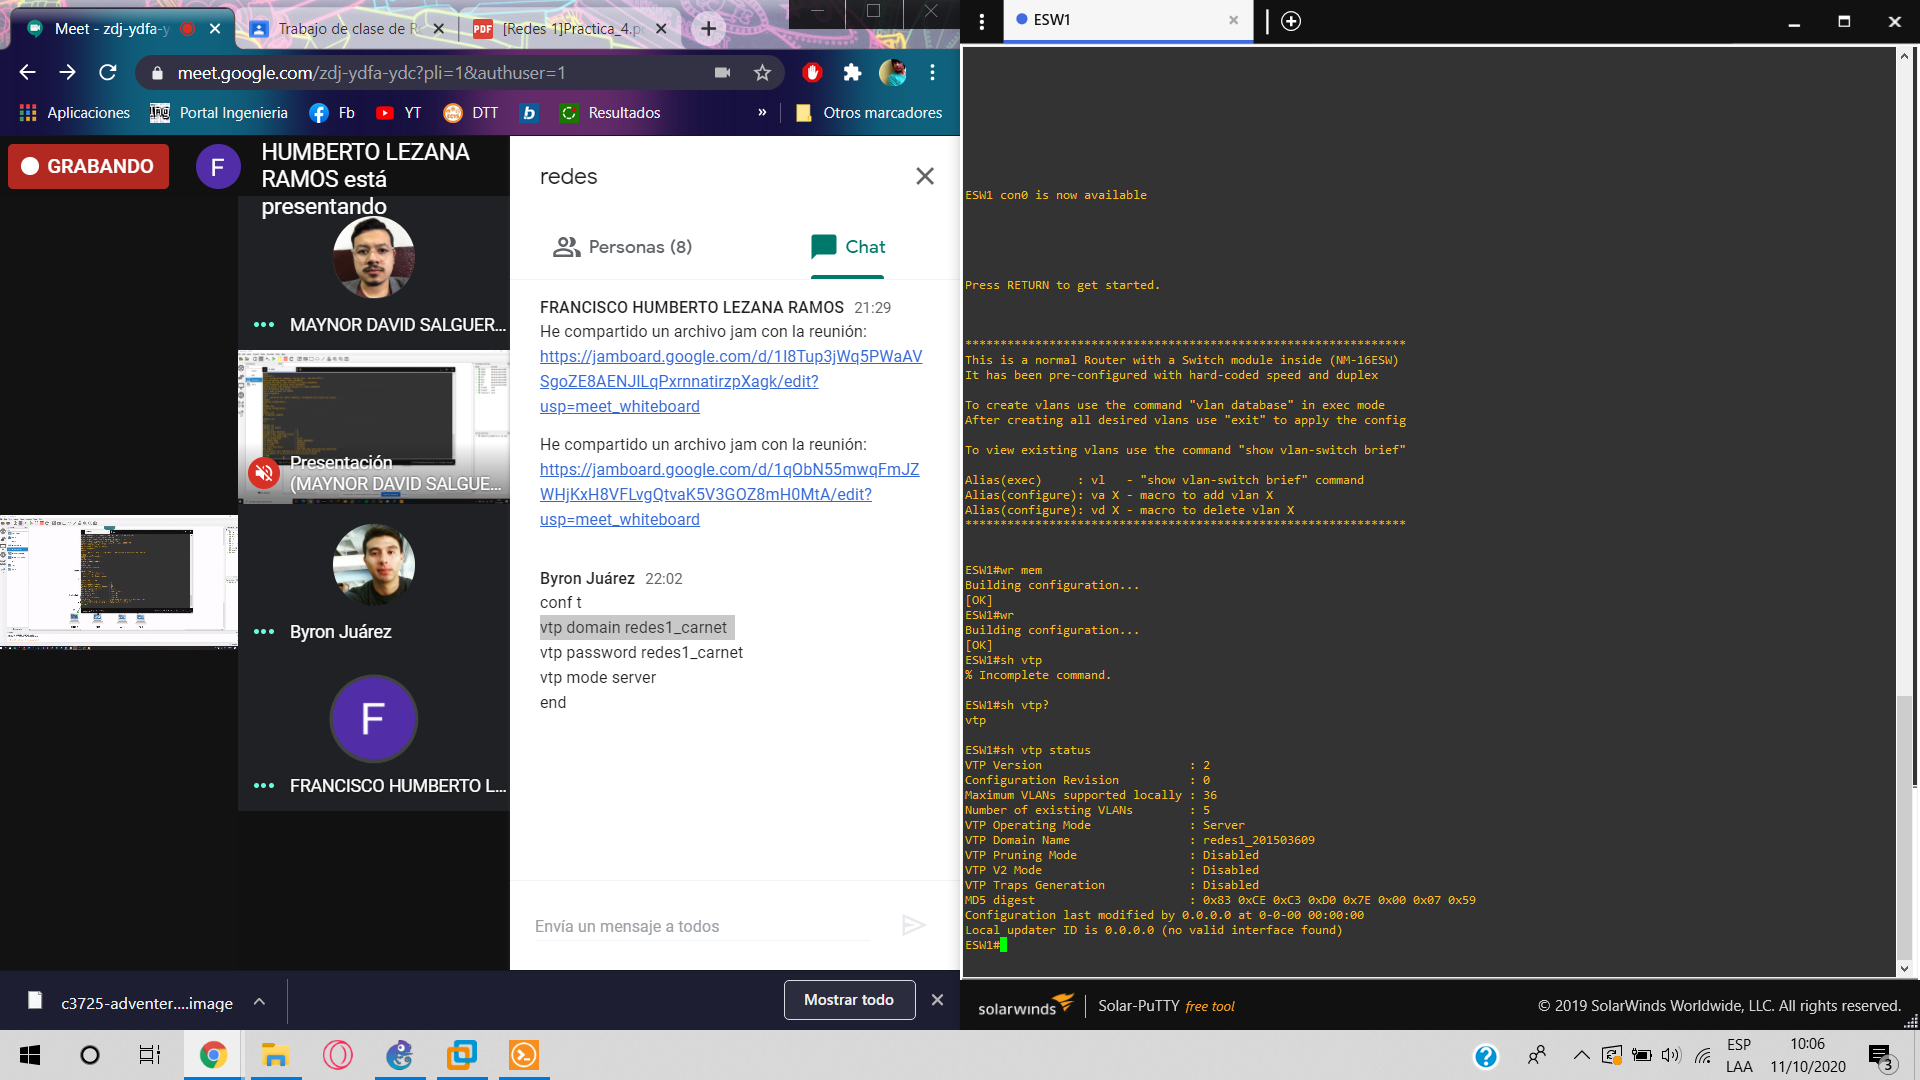 Meet - zdj-ydfa-y
Trabajo de clase de R
PDF [Redes 1]Practica_4.p
meet.google.com/zdj-ydfa-ydc?pli=1&authuser=1
Aplicaciones Portal Ingenieria Fb YT DTT b Resultados » Otros marcadores
GRABANDO
F
HUMBERTO LEZANA
RAMOS está
presentando
MAYNOR DAVID SALGUER...
Presentación
(MAYNOR DAVID SALGUE...
Byron Juárez
F
FRANCISCO HUMBERTO L...
redes
Personas (8) Chat
FRANCISCO HUMBERTO LEZANA RAMOS 21:29
He compartido un archivo jam con la reunión:
https://jamboard.google.com/d/1I8Tup3jWq5PWaAV
SgoZE8AENJILqPxrnnatirzpXagk/edit?
usp=meet_whiteboard
He compartido un archivo jam con la reunión:
https://jamboard.google.com/d/1qObN55mwqFmJZ
WHjKxH8VFLvgQtvaK5V3GOZ8mH0MtA/edit?
usp=meet_whiteboard
Byron Juárez 22:02
conf t
vtp domain redes1_carnet
vtp password redes1_carnet
vtp mode server
end
Envía un mensaje a todos
c3725-adventer....image
Mostrar todo
ESW1
ESW1 con0 is now available
Press RETURN to get started.
***************************************************************
This is a normal Router with a Switch module inside (NM-16ESW)
It has been pre-configured with hard-coded speed and duplex
To create vlans use the command "vlan database" in exec mode
After creating all desired vlans use "exit" to apply the config
To view existing vlans use the command "show vlan-switch brief"
Alias(exec)     : vl   - "show vlan-switch brief" command
Alias(configure): va X - macro to add vlan X
Alias(configure): vd X - macro to delete vlan X
***************************************************************
ESW1#wr mem
Building configuration...
[OK]
ESW1#wr
Building configuration...
[OK]
ESW1#sh vtp
% Incomplete command.
ESW1#sh vtp?
vtp
ESW1#sh vtp status
VTP Version                     : 2
Configuration Revision          : 0
Maximum VLANs supported locally : 36
Number of existing VLANs        : 5
VTP Operating Mode              : Server
VTP Domain Name                 : redes1_201503609
VTP Pruning Mode                : Disabled
VTP V2 Mode                     : Disabled
VTP Traps Generation            : Disabled
MD5 digest                      : 0x83 0xCE 0xC3 0xD0 0x7E 0x00 0x07 0x59
Configuration last modified by 0.0.0.0 at 0-0-00 00:00:00
Local updater ID is 0.0.0.0 (no valid interface found)
ESW1#
solarwinds Solar-PuTTY free tool © 2019 SolarWinds Worldwide, LLC. All rights reserved.
ESP
LAA
10:06
11/10/2020
3